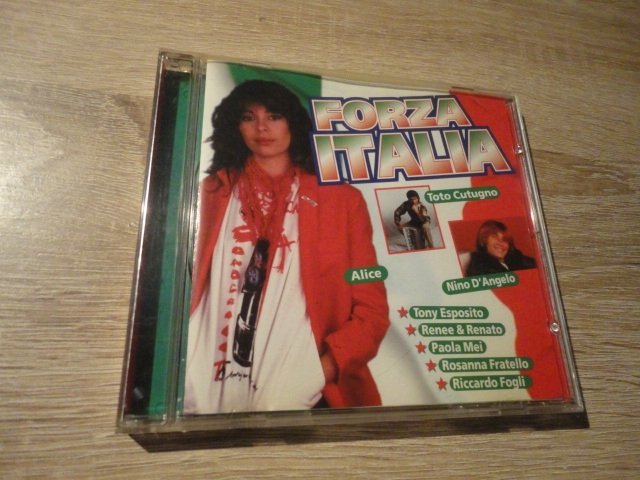 FORZA
ITALIA
Toto Cutugno
Alice
Nino D'Angelo
Tony Esposito
Renee & Renato
Paola Mei
Rosanna Fratello
Riccardo Fogli